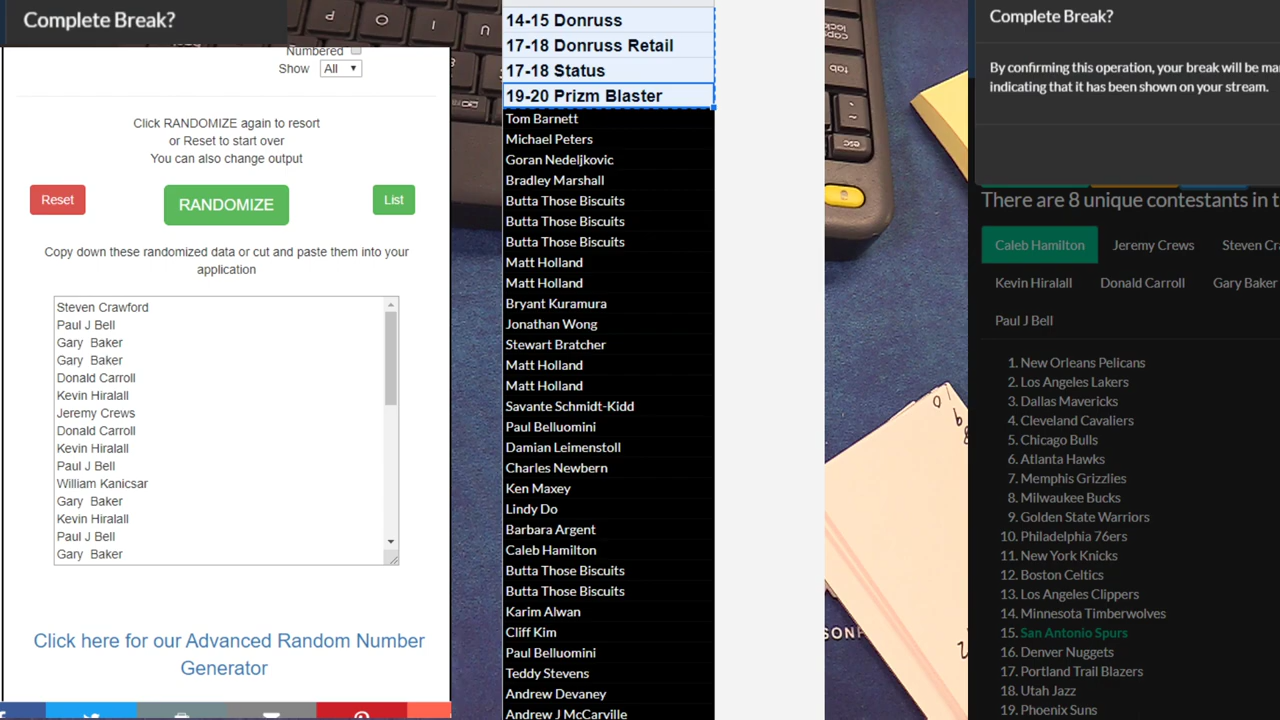 Complete Break?
Numbered
Show All
Click RANDOMIZE again to resort
or Reset to start over
You can also change output
Reset
RANDOMIZE
List
Copy down these randomized data or cut and paste them into your
application
Steven Crawford
Paul J Bell
Gary Baker
Gary Baker
Donald Carroll
Kevin Hiralall
Jeremy Crews
Donald Carroll
Kevin Hiralall
Paul J Bell
William Kanicsar
Gary Baker
Kevin Hiralall
Paul J Bell
Gary Baker
Click here for our Advanced Random Number
Generator
14-15 Donruss
17-18 Donruss Retail
17-18 Status
19-20 Prizm Blaster
Tom Barnett
Michael Peters
Goran Nedeljkovic
Bradley Marshall
Butta Those Biscuits
Butta Those Biscuits
Butta Those Biscuits
Matt Holland
Matt Holland
Bryant Kuramura
Jonathan Wong
Stewart Bratcher
Matt Holland
Matt Holland
Savante Schmidt-Kidd
Paul Belluomini
Damian Leimenstoll
Charles Newbern
Ken Maxey
Lindy Do
Barbara Argent
Caleb Hamilton
Butta Those Biscuits
Butta Those Biscuits
Karim Alwan
Cliff Kim
Paul Belluomini
Teddy Stevens
Andrew Devaney
Andrew J McCarville
caps lock
tab
esc
Complete Break?
By confirming this operation, your break will be ma
indicating that it has been shown on your stream.
There are 8 unique contestants in t
Caleb Hamilton
Jeremy Crews
Steven Cra
Kevin Hiralall
Donald Carroll
Gary Baker
Paul J Bell
1. New Orleans Pelicans
2. Los Angeles Lakers
3. Dallas Mavericks
4. Cleveland Cavaliers
5. Chicago Bulls
6. Atlanta Hawks
7. Memphis Grizzlies
8. Milwaukee Bucks
9. Golden State Warriors
10. Philadelphia 76ers
11. New York Knicks
12. Boston Celtics
13. Los Angeles Clippers
14. Minnesota Timberwolves
15. San Antonio Spurs
16. Denver Nuggets
17. Portland Trail Blazers
18. Utah Jazz
19. Phoenix Suns